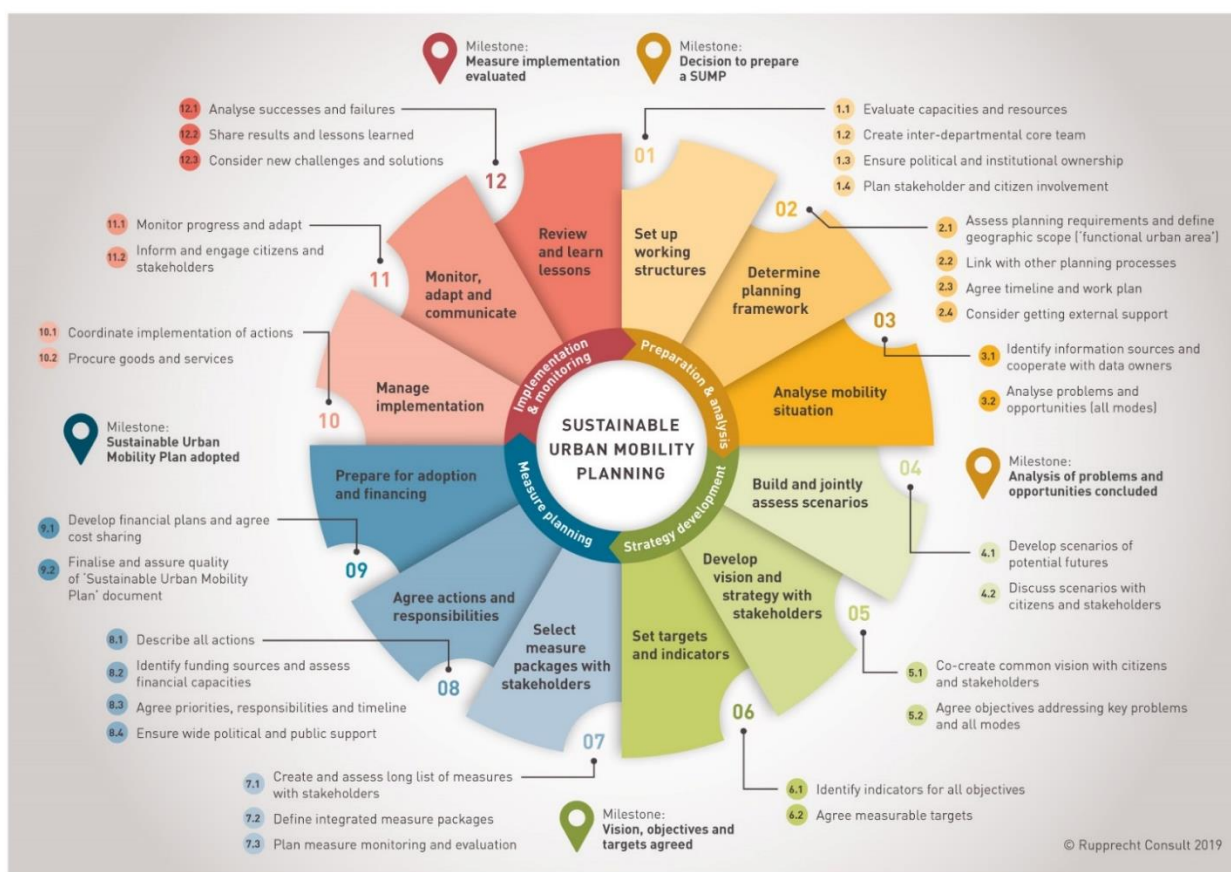 Milestone:
Measure implementation
evaluated
Milestone:
Decision to prepare
a SUMP
12.1 Analyse successes and failures
12.2 Share results and lessons learned
12.3 Consider new challenges and solutions
1.1 Evaluate capacities and resources
1.2 Create inter-departmental core team
1.3 Ensure political and institutional ownership
1.4 Plan stakeholder and citizen involvement
01
Set up
working
structures
02
Determine
planning
framework
2.1 Assess planning requirements and define
geographic scope ('functional urban area')
2.2 Link with other planning processes
2.3 Agree timeline and work plan
2.4 Consider getting external support
03
Analyse mobility
situation
3.1 Identify information sources and
cooperate with data owners
3.2 Analyse problems and
opportunities (all modes)
Milestone:
Analysis of problems and
opportunities concluded
04
Build and jointly
assess scenarios
4.1 Develop scenarios of
potential futures
4.2 Discuss scenarios with
citizens and stakeholders
05
Develop
vision and
strategy with
stakeholders
5.1 Co-create common vision with citizens
and stakeholders
5.2 Agree objectives addressing key problems
and all modes
06
Set targets
and indicators
6.1 Identify indicators for all objectives
6.2 Agree measurable targets
Milestone:
Vision, objectives and
targets agreed
07
Select
measure
packages with
stakeholders
7.1 Create and assess long list of measures
with stakeholders
7.2 Define integrated measure packages
7.3 Plan measure monitoring and evaluation
08
Agree actions and
responsibilities
8.1 Describe all actions
8.2 Identify funding sources and assess
financial capacities
8.3 Agree priorities, responsibilities and timeline
8.4 Ensure wide political and public support
09
Prepare for adoption
and financing
9.1 Develop financial plans and agree
cost sharing
9.2 Finalise and assure quality
of 'Sustainable Urban Mobility
Plan' document
Milestone:
Sustainable Urban
Mobility Plan adopted
10
Manage
implementation
10.1 Coordinate implementation of actions
10.2 Procure goods and services
11
Monitor,
adapt and
communicate
11.1 Monitor progress and adapt
11.2 Inform and engage citizens and
stakeholders
12
Review
and learn
lessons
Preparation & analysis
Strategy development
Measure planning
Implementation
& monitoring
SUSTAINABLE
URBAN MOBILITY
PLANNING
© Rupprecht Consult 2019